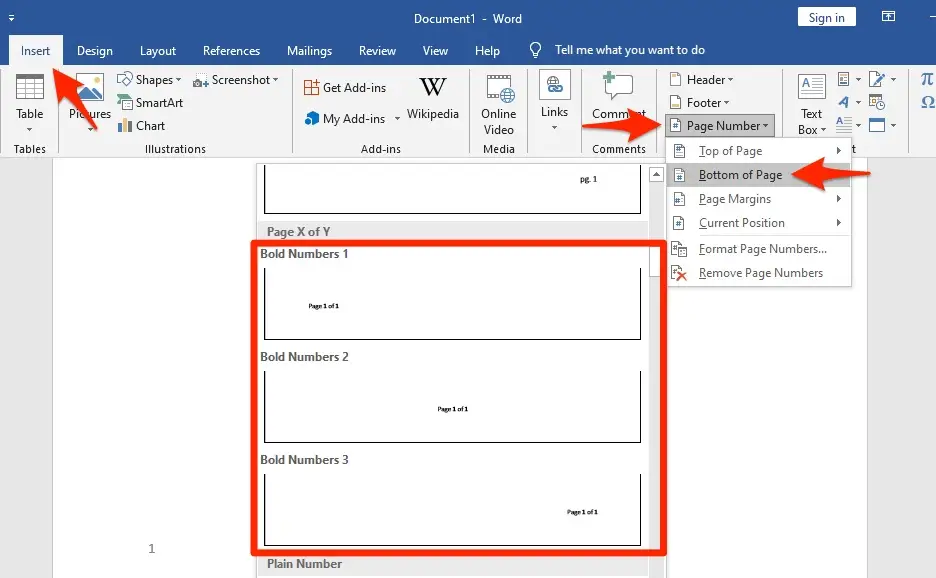 Document1 - Word
Sign in
Insert Design Layout References Mailings Review View Help Tell me what you want to do
Table
Tables
Pictures
Shapes
SmartArt
Chart
Screenshot
Illustrations
Get Add-ins
My Add-ins
Wikipedia
Add-ins
Online
Video
Media
Links
Comment
Comments
Header
Footer
Page Number
Text
Box
Top of Page
Bottom of Page
Page Margins
Current Position
Format Page Numbers...
Remove Page Numbers
pg. 1
Page X of Y
Bold Numbers 1
Page 1 of 1
Bold Numbers 2
Page 1 of 1
Bold Numbers 3
Page 1 of 1
Plain Number
1